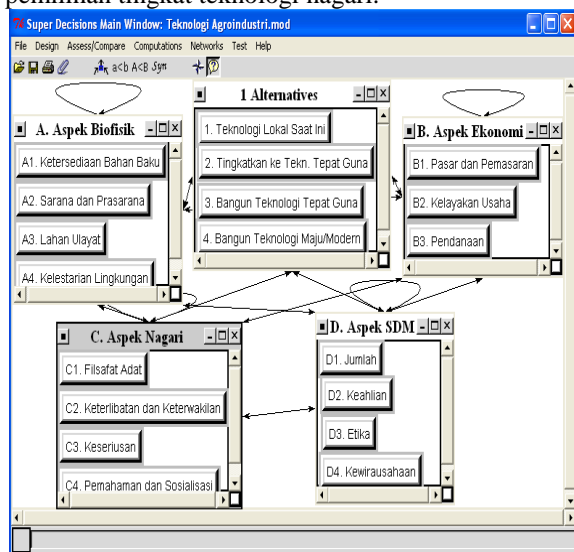 pemilihan tingkat teknologi nagari.
Super Decisions Main Window: Teknologi Agroindustri.mod
File Design Assess/Compare Computations Networks Test Help
a<b A<B Syn
1 Alternatives
1. Teknologi Lokal Saat Ini
2. Tingkatkan ke Tekn. Tepat Guna
3. Bangun Teknologi Tepat Guna
4. Bangun Teknologi Maju/Modern
A. Aspek Biofisik
A1. Ketersediaan Bahan Baku
A2. Sarana dan Prasarana
A3. Lahan Ulayat
A4. Kelestarian Lingkungan
B. Aspek Ekonomi
B1. Pasar dan Pemasaran
B2. Kelayakan Usaha
B3. Pendanaan
C. Aspek Nagari
C1. Filsafat Adat
C2. Keterlibatan dan Keterwakilan
C3. Keseriusan
C4. Pemahaman dan Sosialisasi
D. Aspek SDM
D1. Jumlah
D2. Keahlian
D3. Etika
D4. Kewirausahaan